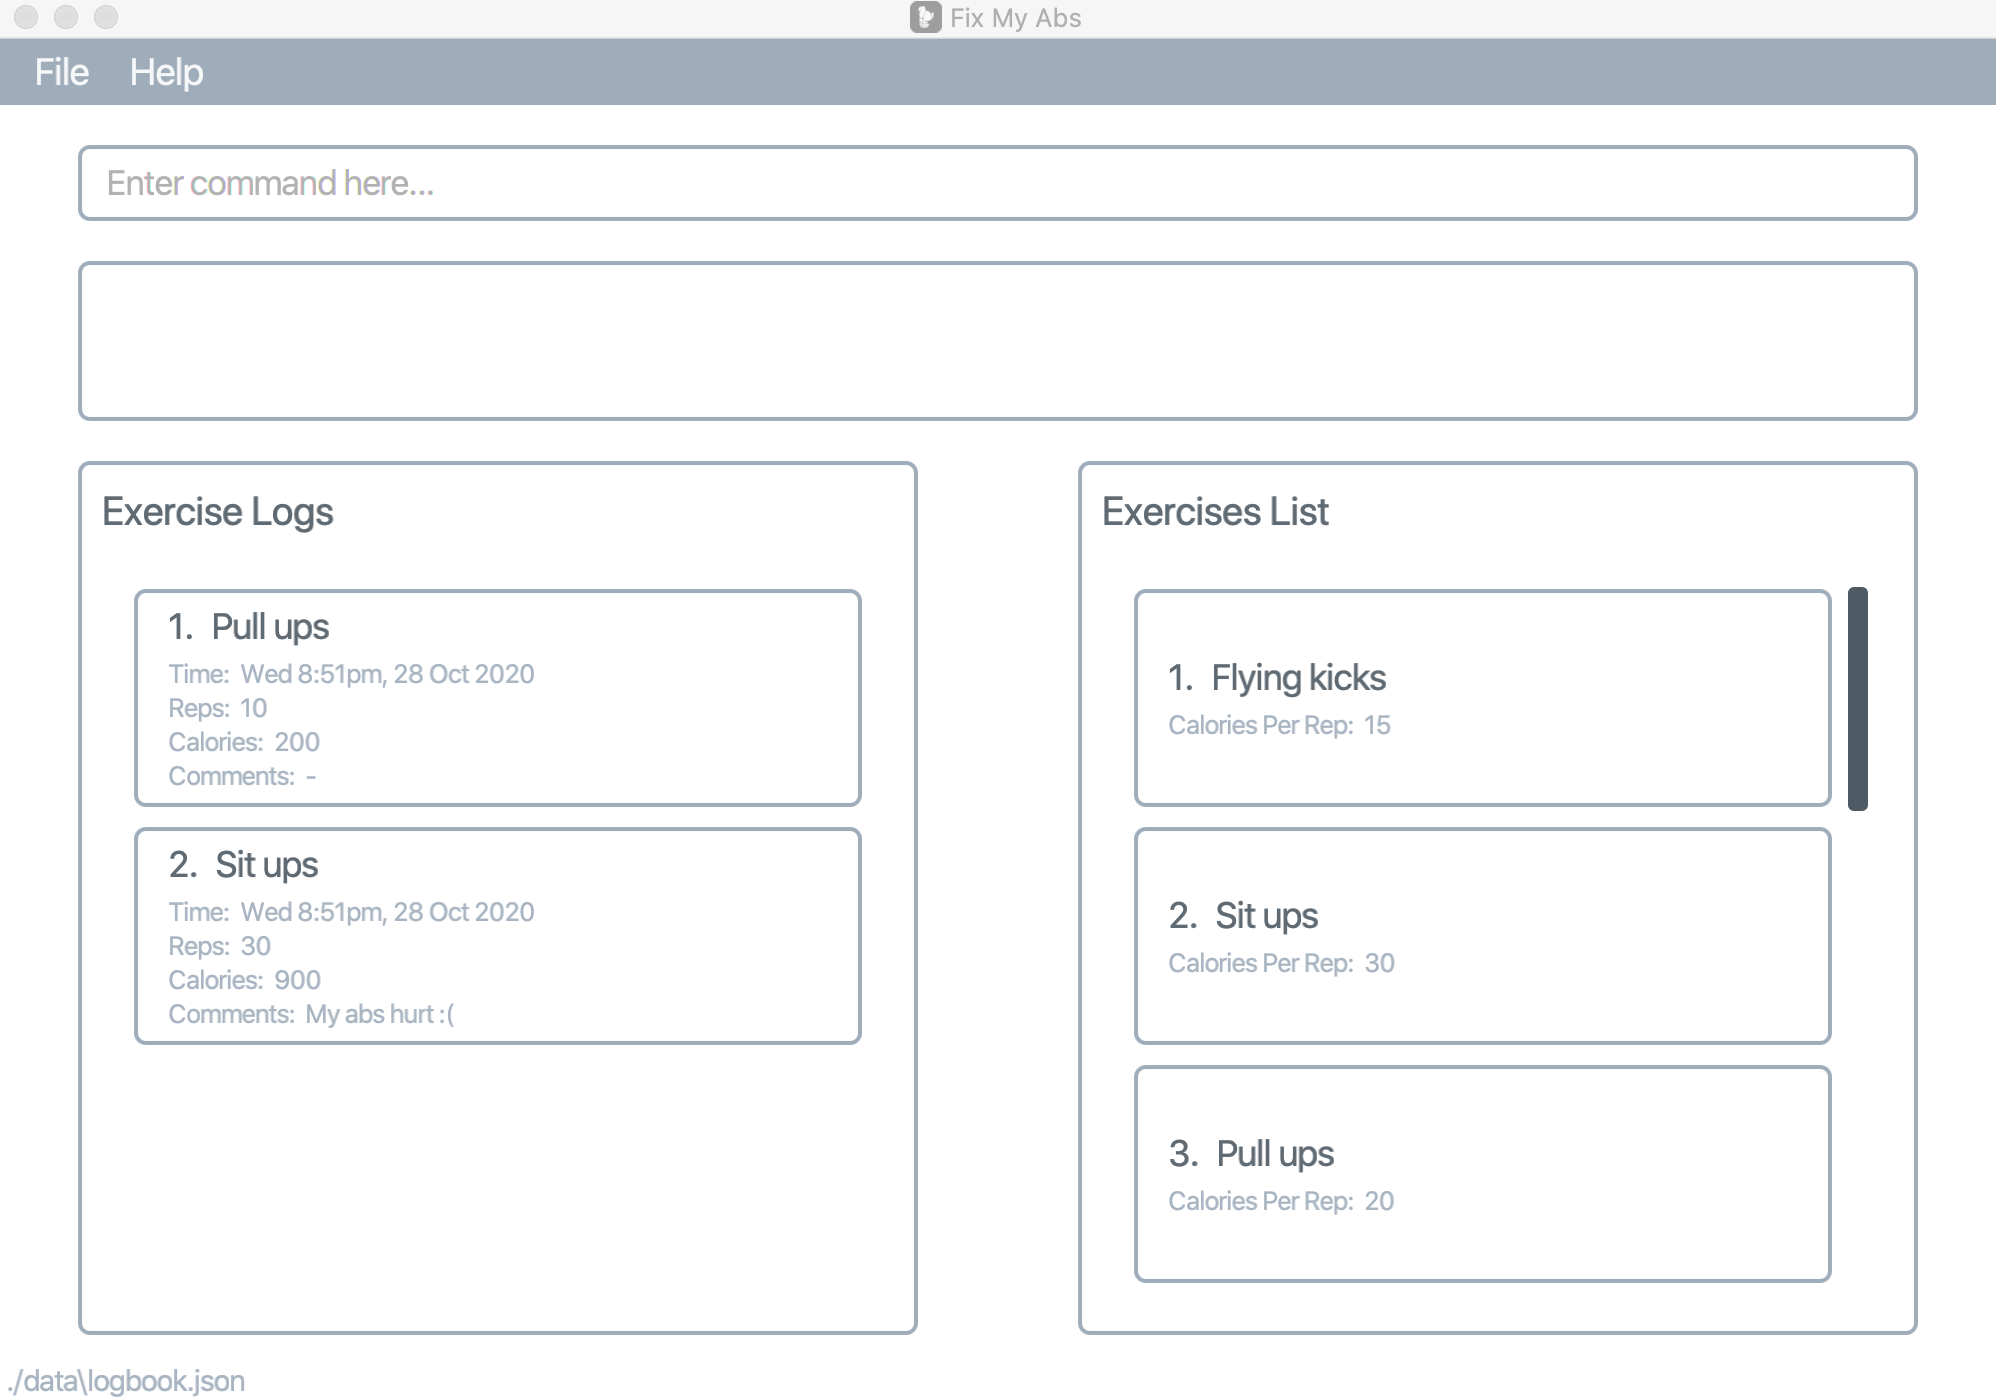 Fix My Abs
File Help
Enter command here...
Exercise Logs
1. Pull ups
Time: Wed 8:51pm, 28 Oct 2020
Reps: 10
Calories: 200
Comments: -
2. Sit ups
Time: Wed 8:51pm, 28 Oct 2020
Reps: 30
Calories: 900
Comments: My abs hurt :(
Exercises List
1. Flying kicks
Calories Per Rep: 15
2. Sit ups
Calories Per Rep: 30
3. Pull ups
Calories Per Rep: 20
./data\logbook.json